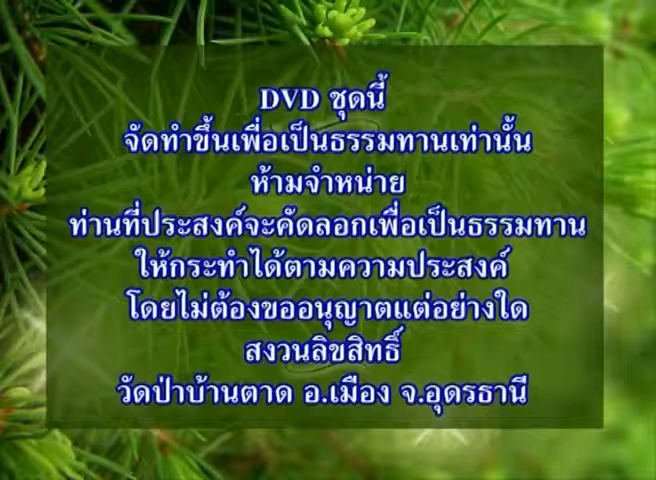 DVD ชุดนี้
จัดทำขึ้นเพื่อเป็นธรรมทานเท่านั้น
ห้ามจำหน่าย
ท่านที่ประสงค์จะคัดลอกเพื่อเป็นธรรมทาน
ให้กระทำได้ตามความประสงค์
โดยไม่ต้องขออนุญาตแต่อย่างใด
สงวนลิขสิทธิ์
วัดป่าบ้านตาด อ.เมือง จ.อุดรธานี